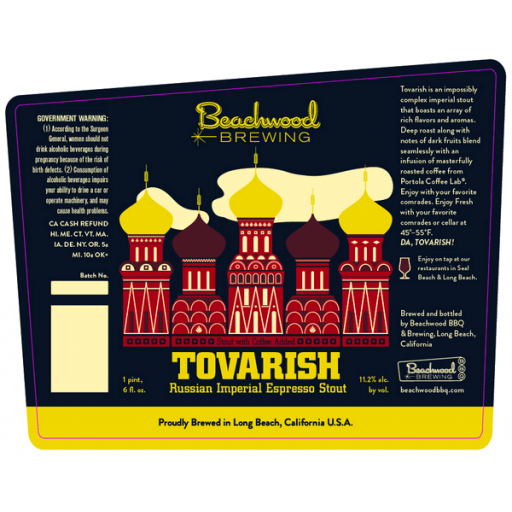 GOVERNMENT WARNING:
(1) According to the Surgeon
General, women should not
drink alcoholic beverages during
pregnancy because of the risk of
birth defects. (2) Consumption of
alcoholic beverages impairs
your ability to drive a car or
operate machinery, and may
cause health problems.
CA CASH REFUND
HI. ME. CT. VT. MA.
IA. DE. NY. OR. 5¢
MI. 10¢ OK+
Batch No.
1 pint,
6 fl. oz.
Beachwood
BREWING
Stout with Coffee Added
TOVARISH
Russian Imperial Espresso Stout
11.2% alc.
by vol.
Tovarish is an impossibly
complex imperial stout
that boasts an array of
rich flavors and aromas.
Deep roast along with
notes of dark fruits blend
seamlessly with an
infusion of masterfully
roasted coffee from
Portola Coffee Lab®.
Enjoy with your favorite
comrades. Enjoy Fresh
with your favorite
comrades or cellar at
45°-55°F.
DA, TOVARISH!
Enjoy on tap at our
restaurants in Seal
Beach & Long Beach.
Brewed and bottled
by Beachwood BBQ
& Brewing, Long Beach,
California
Beachwood
BREWING
BBQ
beachwoodbbq.com
Proudly Brewed in Long Beach, California U.S.A.